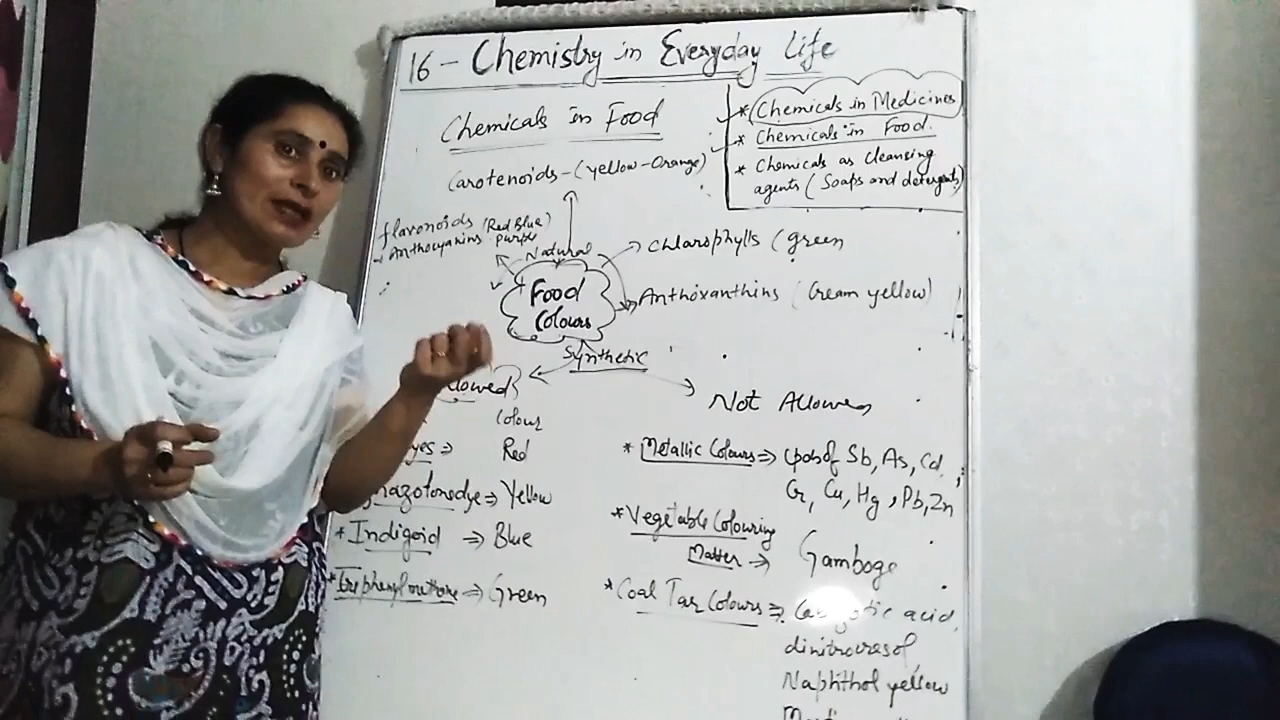 16 - Chemistry in Everyday Life
Chemicals in Food
* Chemicals in Medicines
* Chemicals in Food.
* Chemicals as cleansing
agents (Soaps and detergents)
Carotenoids - (yellow-Orange)
flavonoids (Red Blue)
Anthocyanins purple
Natural
Chlarophylls (green
Food
Colours
Anthoxanthins (Cream yellow)
Synthetic
Not Allowed
Colour
Red
Yellow
* Indigoid ⇒ Blue
⇒ Green
* Metallic Colours ⇒ cpds of Sb, As, Cd,
Cr, Cu, Hg, Pb, Zn
* Vegetable Colouring
Matter → Gamboge
* Coal Tar Colours ⇒ acid,
dinitrocresol
Naphthol yellow